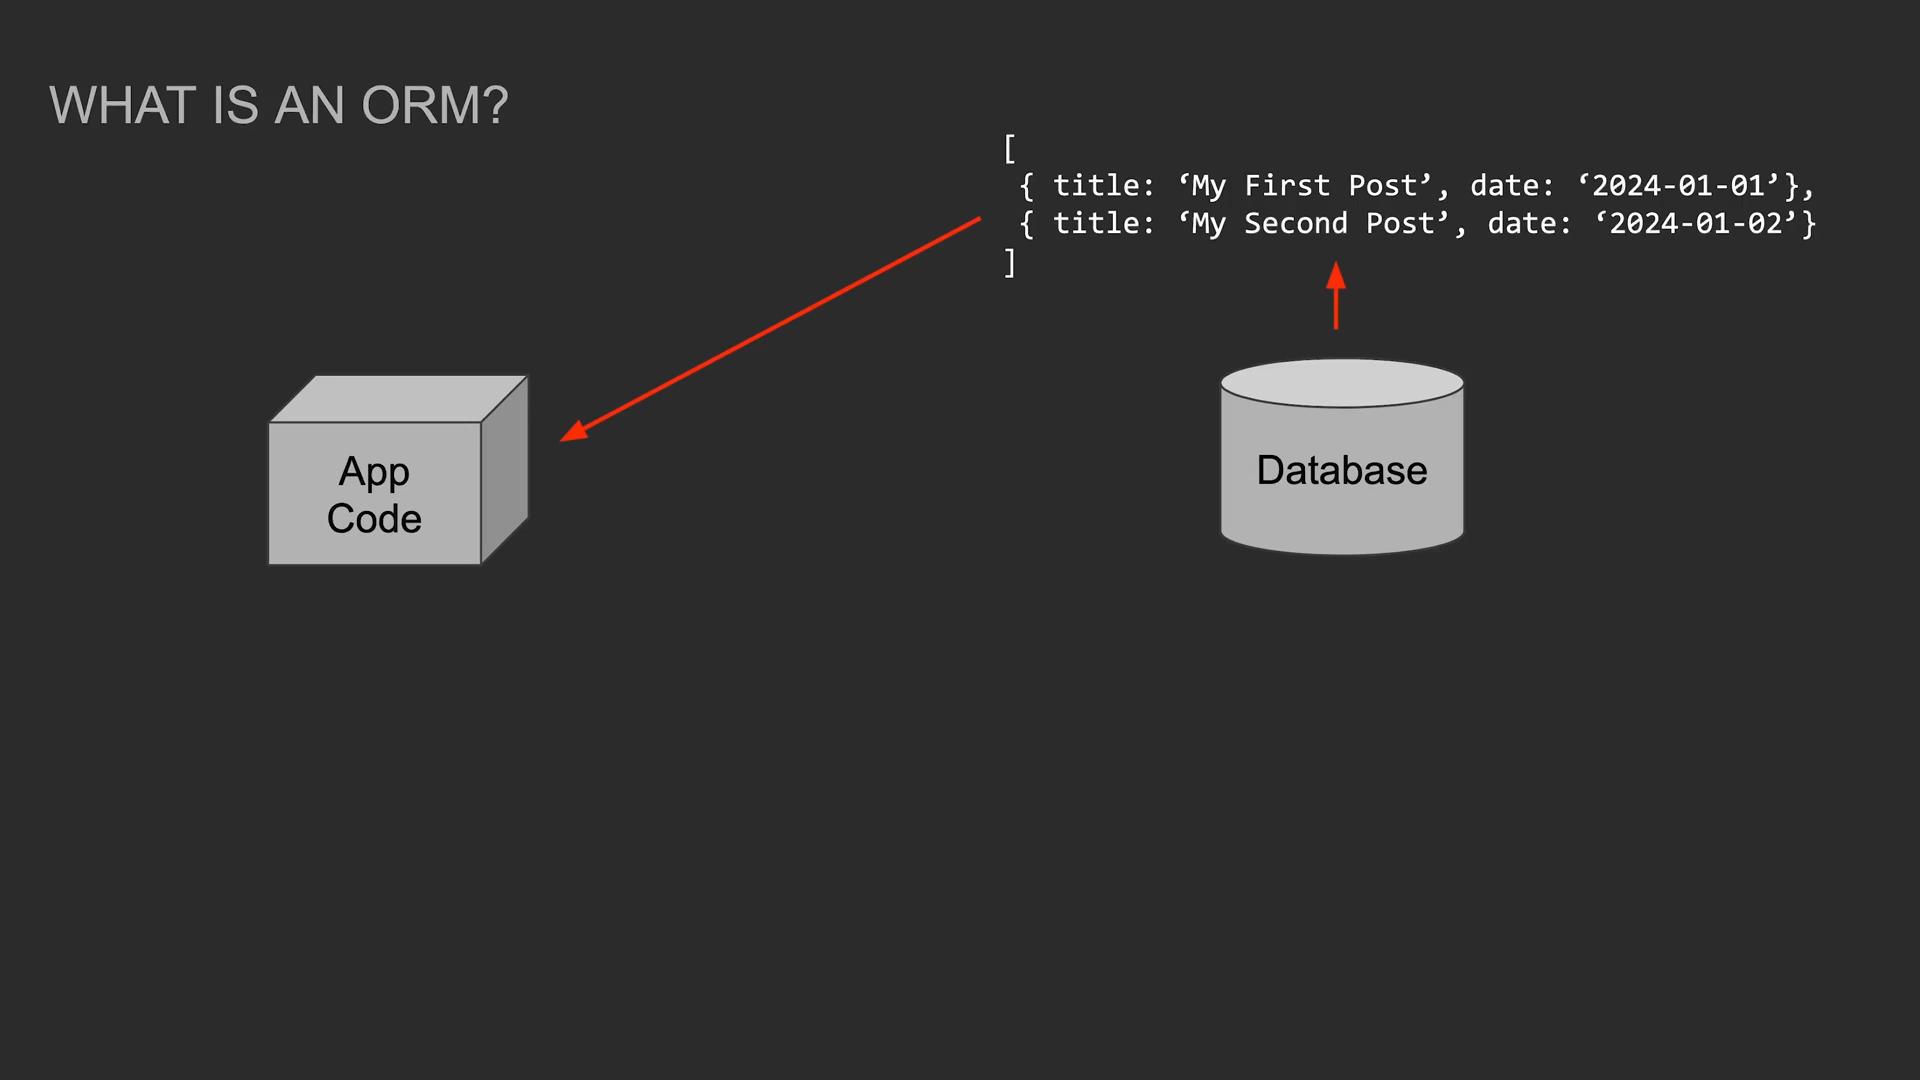 WHAT IS AN ORM?
[
{ title: ‘My First Post’, date: ‘2024-01-01’},
{ title: ‘My Second Post’, date: ‘2024-01-02’}
]
App
Code
Database